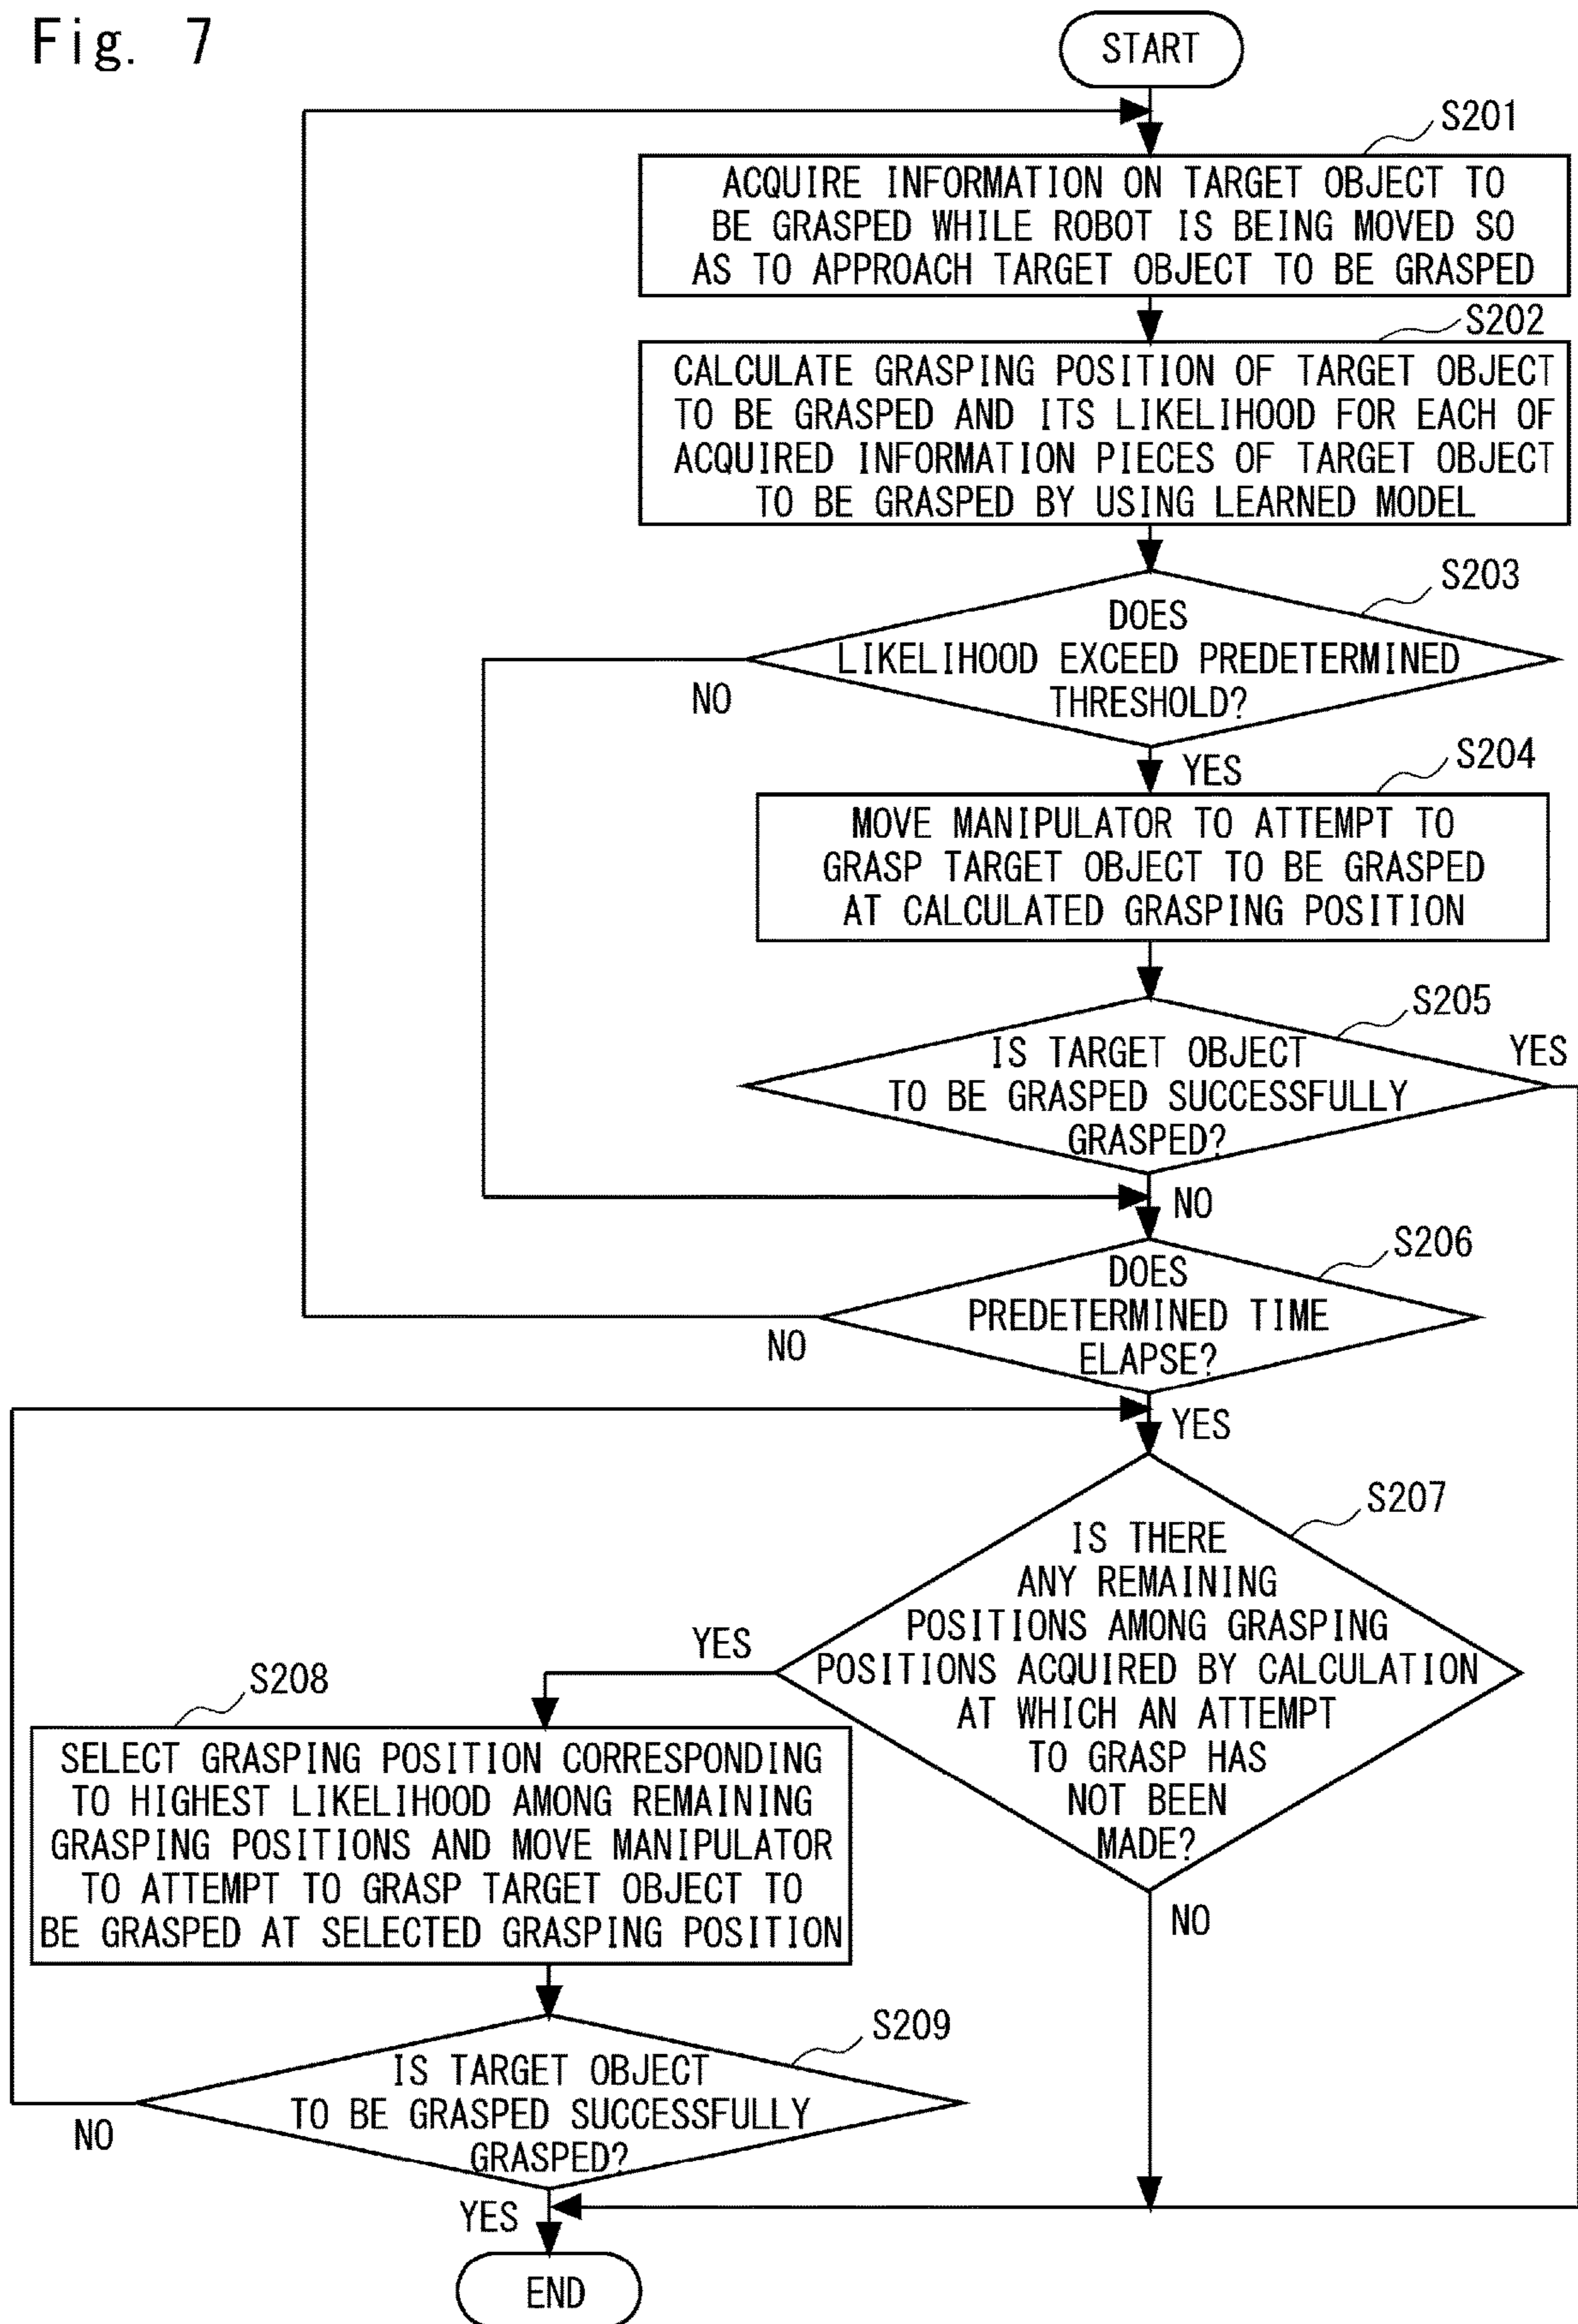 Fig. 7
START
S201
ACQUIRE INFORMATION ON TARGET OBJECT TO
BE GRASPED WHILE ROBOT IS BEING MOVED SO
AS TO APPROACH TARGET OBJECT TO BE GRASPED
S202
CALCULATE GRASPING POSITION OF TARGET OBJECT
TO BE GRASPED AND ITS LIKELIHOOD FOR EACH OF
ACQUIRED INFORMATION PIECES OF TARGET OBJECT
TO BE GRASPED BY USING LEARNED MODEL
S203
DOES
LIKELIHOOD EXCEED PREDETERMINED
THRESHOLD?
NO
YES
S204
MOVE MANIPULATOR TO ATTEMPT TO
GRASP TARGET OBJECT TO BE GRASPED
AT CALCULATED GRASPING POSITION
S205
IS TARGET OBJECT
TO BE GRASPED SUCCESSFULLY
GRASPED?
YES
NO
S206
DOES
PREDETERMINED TIME
ELAPSE?
NO
YES
S207
IS THERE
ANY REMAINING
POSITIONS AMONG GRASPING
POSITIONS ACQUIRED BY CALCULATION
AT WHICH AN ATTEMPT
TO GRASP HAS
NOT BEEN
MADE?
YES
NO
S208
SELECT GRASPING POSITION CORRESPONDING
TO HIGHEST LIKELIHOOD AMONG REMAINING
GRASPING POSITIONS AND MOVE MANIPULATOR
TO ATTEMPT TO GRASP TARGET OBJECT TO
BE GRASPED AT SELECTED GRASPING POSITION
S209
IS TARGET OBJECT
TO BE GRASPED SUCCESSFULLY
GRASPED?
NO
YES
END